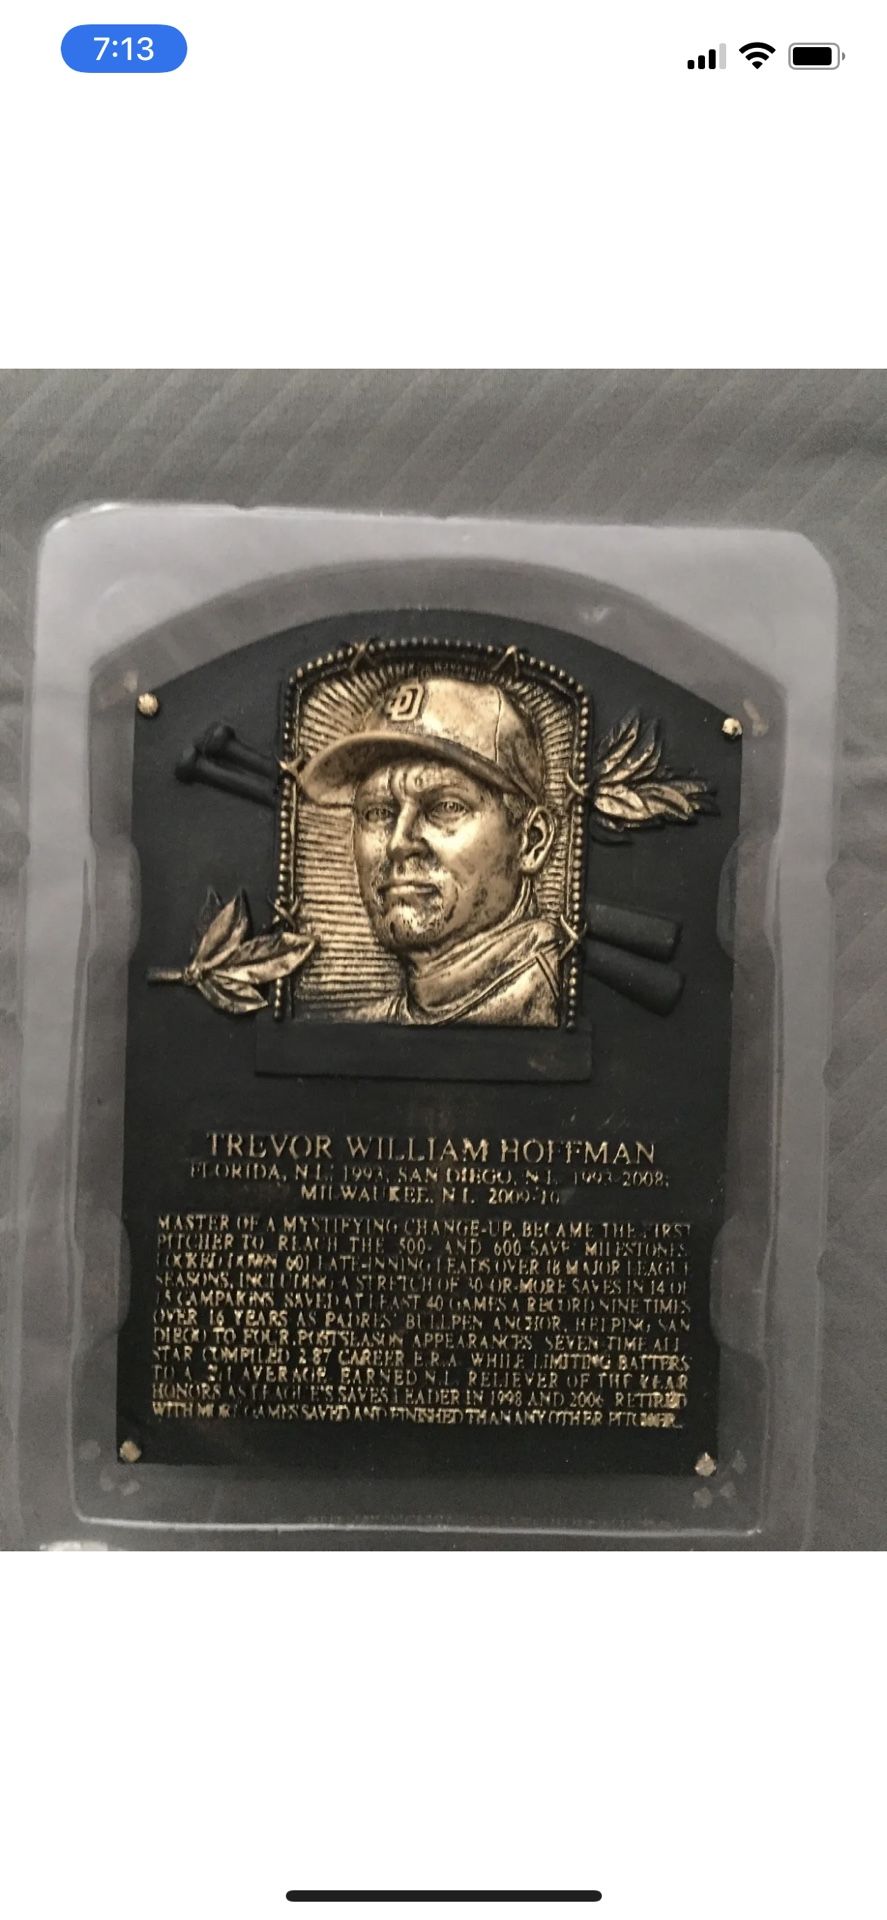 7:13
SD
TREVOR WILLIAM HOFFMAN
FLORIDA, N.L. 1993; SAN DIEGO, N.L. 1993-2008;
MILWAUKEE, N.L. 2009-10
MASTER OF A MYSTIFYING CHANGE-UP. BECAME THE FIRST
PITCHER TO REACH THE 500- AND 600 SAVE MILESTONES.
LOCKED DOWN 601 LATE-INNING LEADS OVER 18 MAJOR LEAGUE
SEASONS, INCLUDING A STRETCH OF 30-OR-MORE SAVES IN 14 OF
15 CAMPAIGNS. SAVED AT LEAST 40 GAMES A RECORD NINE TIMES
OVER 16 YEARS AS PADRES' BULLPEN ANCHOR, HELPING SAN
DIEGO TO FOUR POSTSEASON APPEARANCES. SEVEN-TIME ALL-
STAR COMPILED 2.87 CAREER E.R.A. WHILE LIMITING BATTERS
TO A .211 AVERAGE. EARNED N.L. RELIEVER OF THE YEAR
HONORS AS LEAGUE'S SAVES LEADER IN 1998 AND 2006. RETIRED
WITH MORE GAMES SAVED AND FINISHED THAN ANY OTHER PITCHER.